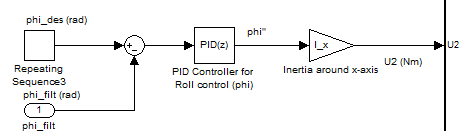 phi_des (rad)
+
-
PID(z)
phi"
I_x
U2
Repeating
Sequence3
PID Controller for
Roll control (phi)
Inertia around x-axis
U2 (Nm)
phi_filt (rad)
1
phi_filt